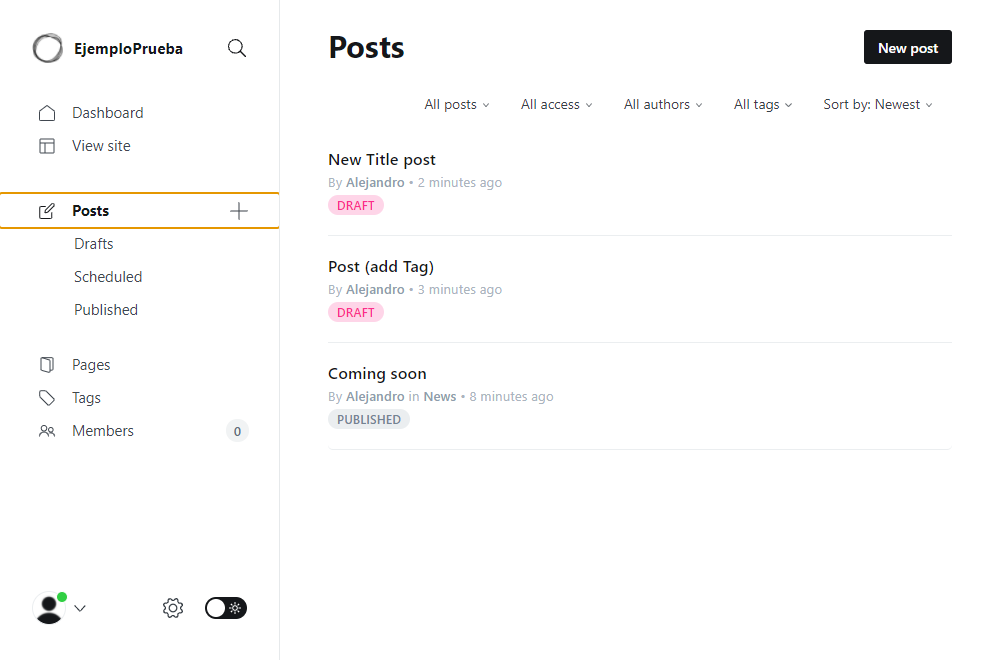 EjemploPrueba
Dashboard
View site
Posts
Drafts
Scheduled
Published
Pages
Tags
Members 0
Posts
New post
All posts All access All authors All tags Sort by: Newest
New Title post
By Alejandro • 2 minutes ago
DRAFT
Post (add Tag)
By Alejandro • 3 minutes ago
DRAFT
Coming soon
By Alejandro in News • 8 minutes ago
PUBLISHED